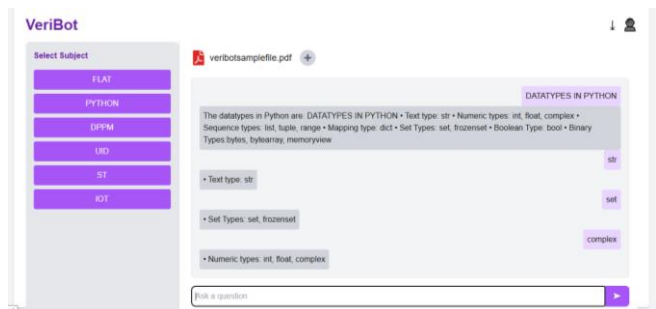 VeriBot
Select Subject
FLAT
PYTHON
DPPM
UID
ST
IOT
veribotsamplefile.pdf +
DATATYPES IN PYTHON
The datatypes in Python are: DATATYPES IN PYTHON • Text type: str • Numeric types: int, float, complex •
Sequence types: list, tuple, range • Mapping type: dict • Set Types: set, frozenset • Boolean Type: bool • Binary
Types:bytes, bytearray, memoryview
str
• Text type: str
set
• Set Types: set, frozenset
complex
• Numeric types: int, float, complex
Ask a question